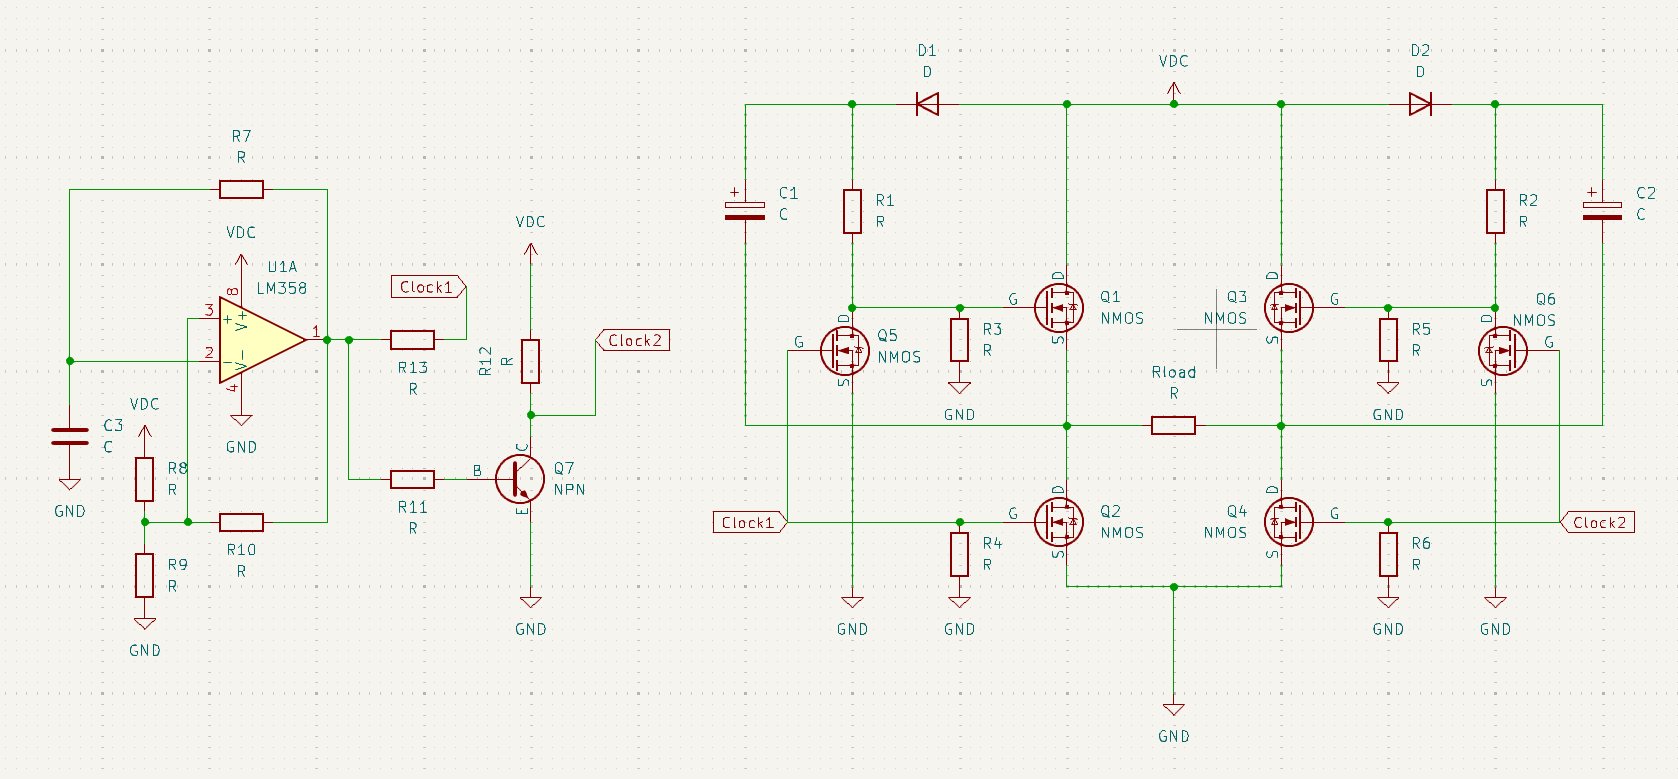 D1
D
VDC
D2
D
R7
R
VDC
U1A
LM358
8
V+
3
+
2
-
V-
4
1
GND
C3
C
GND
VDC
R8
R
R9
R
GND
R10
R
Clock1
R13
R
R11
R
VDC
R12
R
Clock2
C
B
E
Q7
NPN
GND
+
C1
C
R1
R
G
D
S
Q5
NMOS
R3
R
GND
G
D
S
Q1
NMOS
D
S
G
Q3
NMOS
R5
R
GND
R2
R
+
C2
C
Q6
NMOS
D
G
S
Rload
R
Clock1
G
D
S
Q2
NMOS
R4
R
GND
GND
D
S
G
Q4
NMOS
R6
R
GND
GND
Clock2
GND